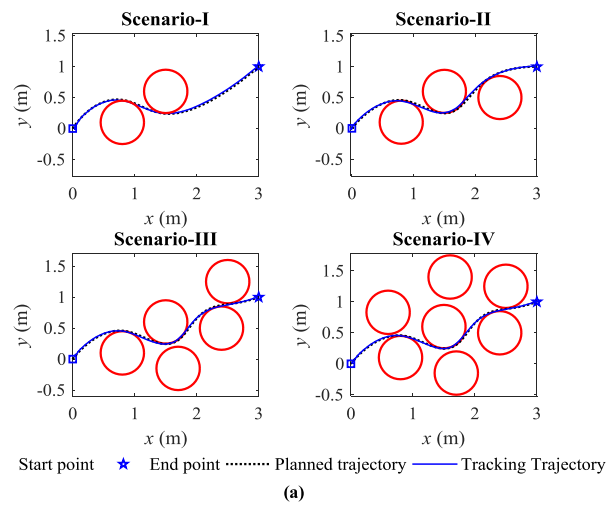 Scenario-I
1.5
1
0.5
0
-0.5
y (m)
0 1 2 3
x (m)
Scenario-II
1.5
1
0.5
0
-0.5
y (m)
0 1 2 3
x (m)
Scenario-III
1.5
1
0.5
0
-0.5
y (m)
0 1 2 3
x (m)
Scenario-IV
1.5
1
0.5
0
-0.5
y (m)
0 1 2 3
x (m)
Start point End point Planned trajectory Tracking Trajectory
(a)